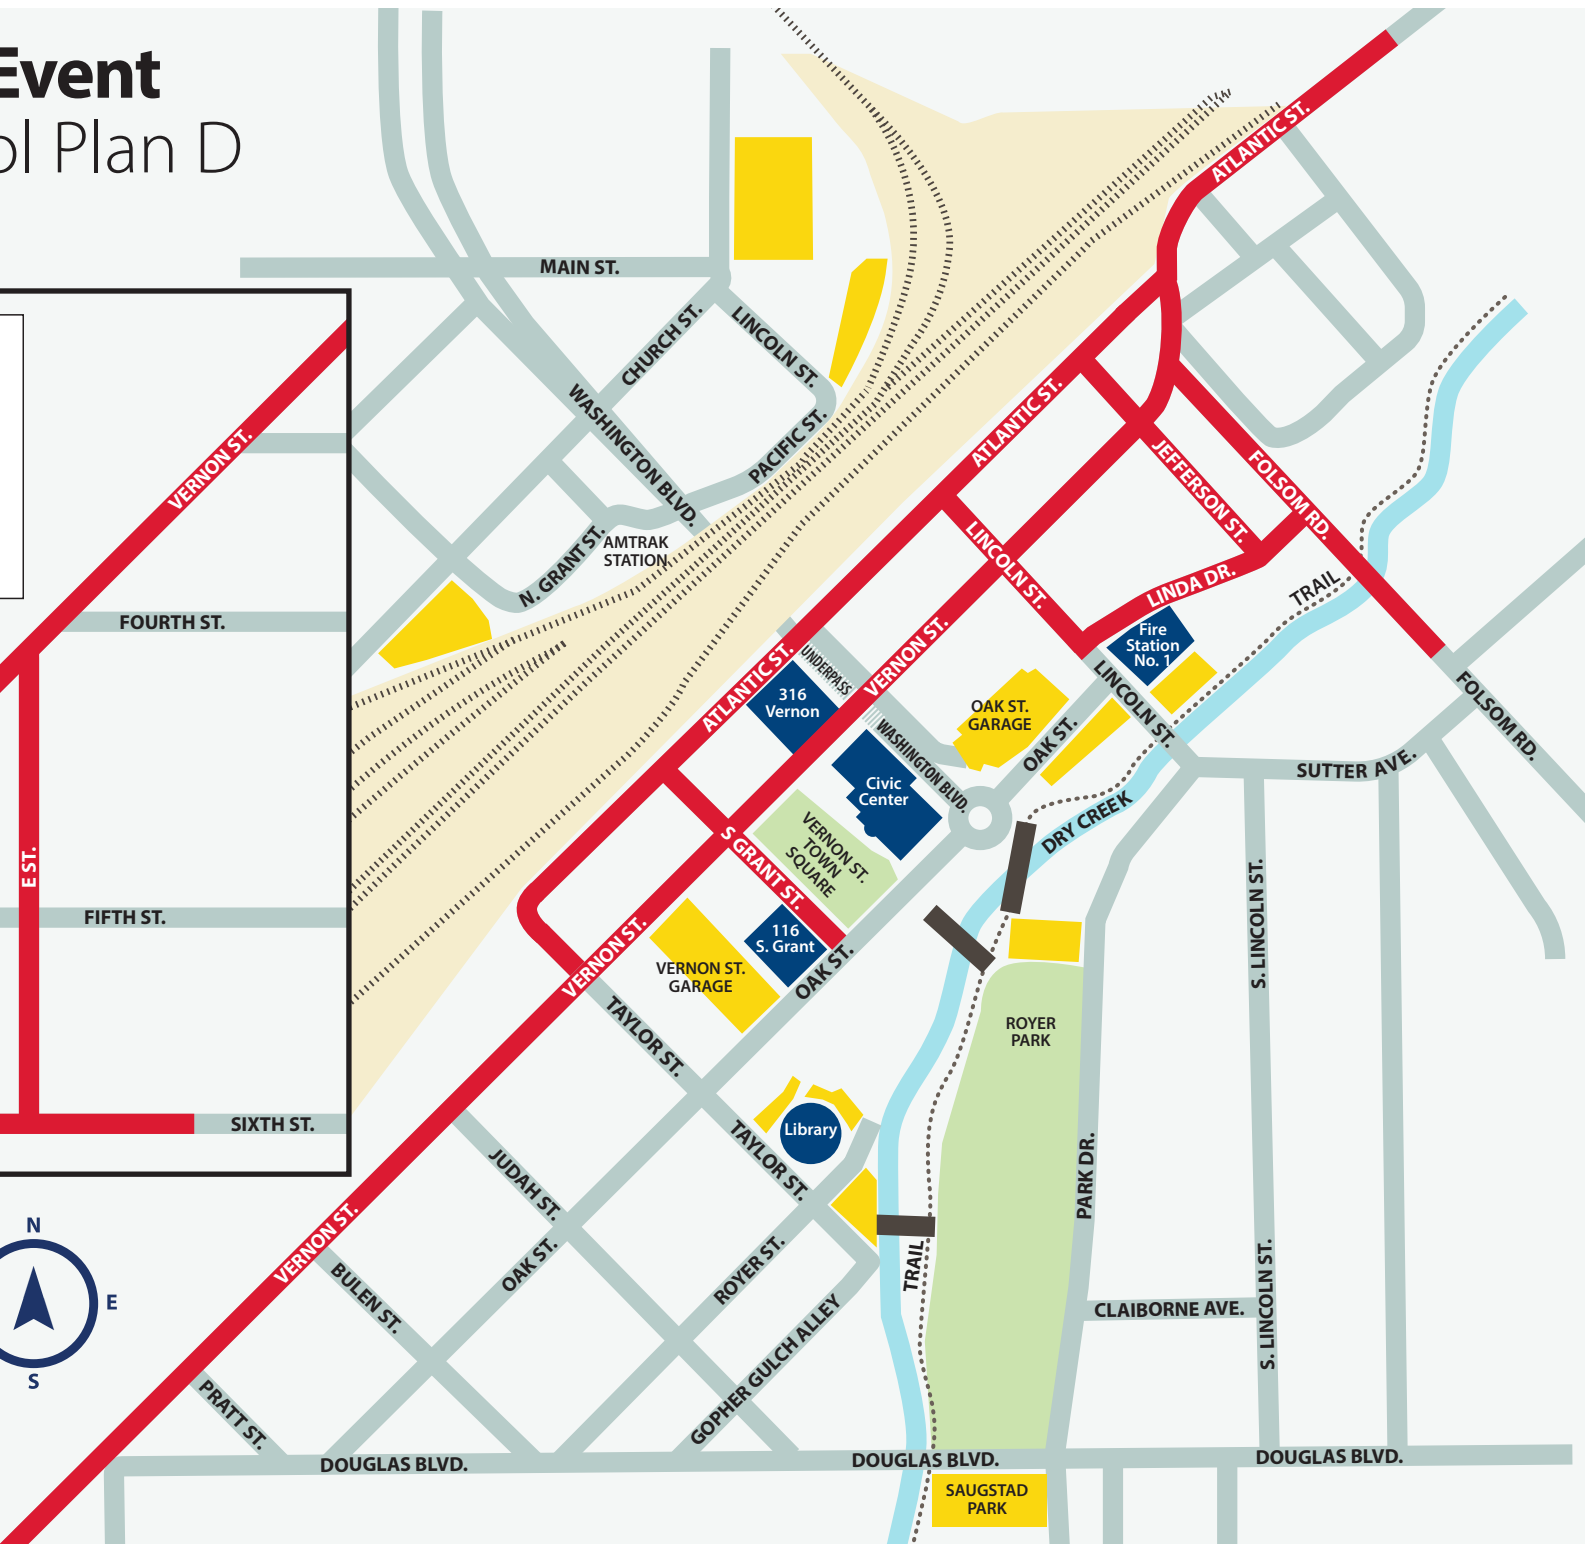 Event
ol Plan D
MAIN ST.
CHURCH ST.
LINCOLN ST.
WASHINGTON BLVD.
PACIFIC ST.
N. GRANT ST.
AMTRAK
STATION
ATLANTIC ST.
ATLANTIC ST.
ATLANTIC ST.
JEFFERSON ST.
FOLSOM RD.
FOLSOM RD.
LINCOLN ST.
LINDA DR.
TRAIL
Fire
Station
No. 1
LINCOLN ST.
VERNON ST.
UNDERPASS
316
Vernon
WASHINGTON BLVD.
OAK ST.
GARAGE
OAK ST.
Civic
Center
VERNON ST.
TOWN
SQUARE
S GRANT ST.
116
S. Grant
OAK ST.
VERNON ST.
GARAGE
VERNON ST.
DRY CREEK
SUTTER AVE.
S. LINCOLN ST.
S. LINCOLN ST.
ROYER
PARK
PARK DR.
CLAIBORNE AVE.
TAYLOR ST.
TAYLOR ST.
Library
JUDAH ST.
OAK ST.
ROYER ST.
GOPHER GULCH ALLEY
TRAIL
BULEN ST.
PRATT ST.
VERNON ST.
DOUGLAS BLVD.
DOUGLAS BLVD.
DOUGLAS BLVD.
SAUGSTAD
PARK
VERNON ST.
FOURTH ST.
E ST.
FIFTH ST.
SIXTH ST.
N
E
S